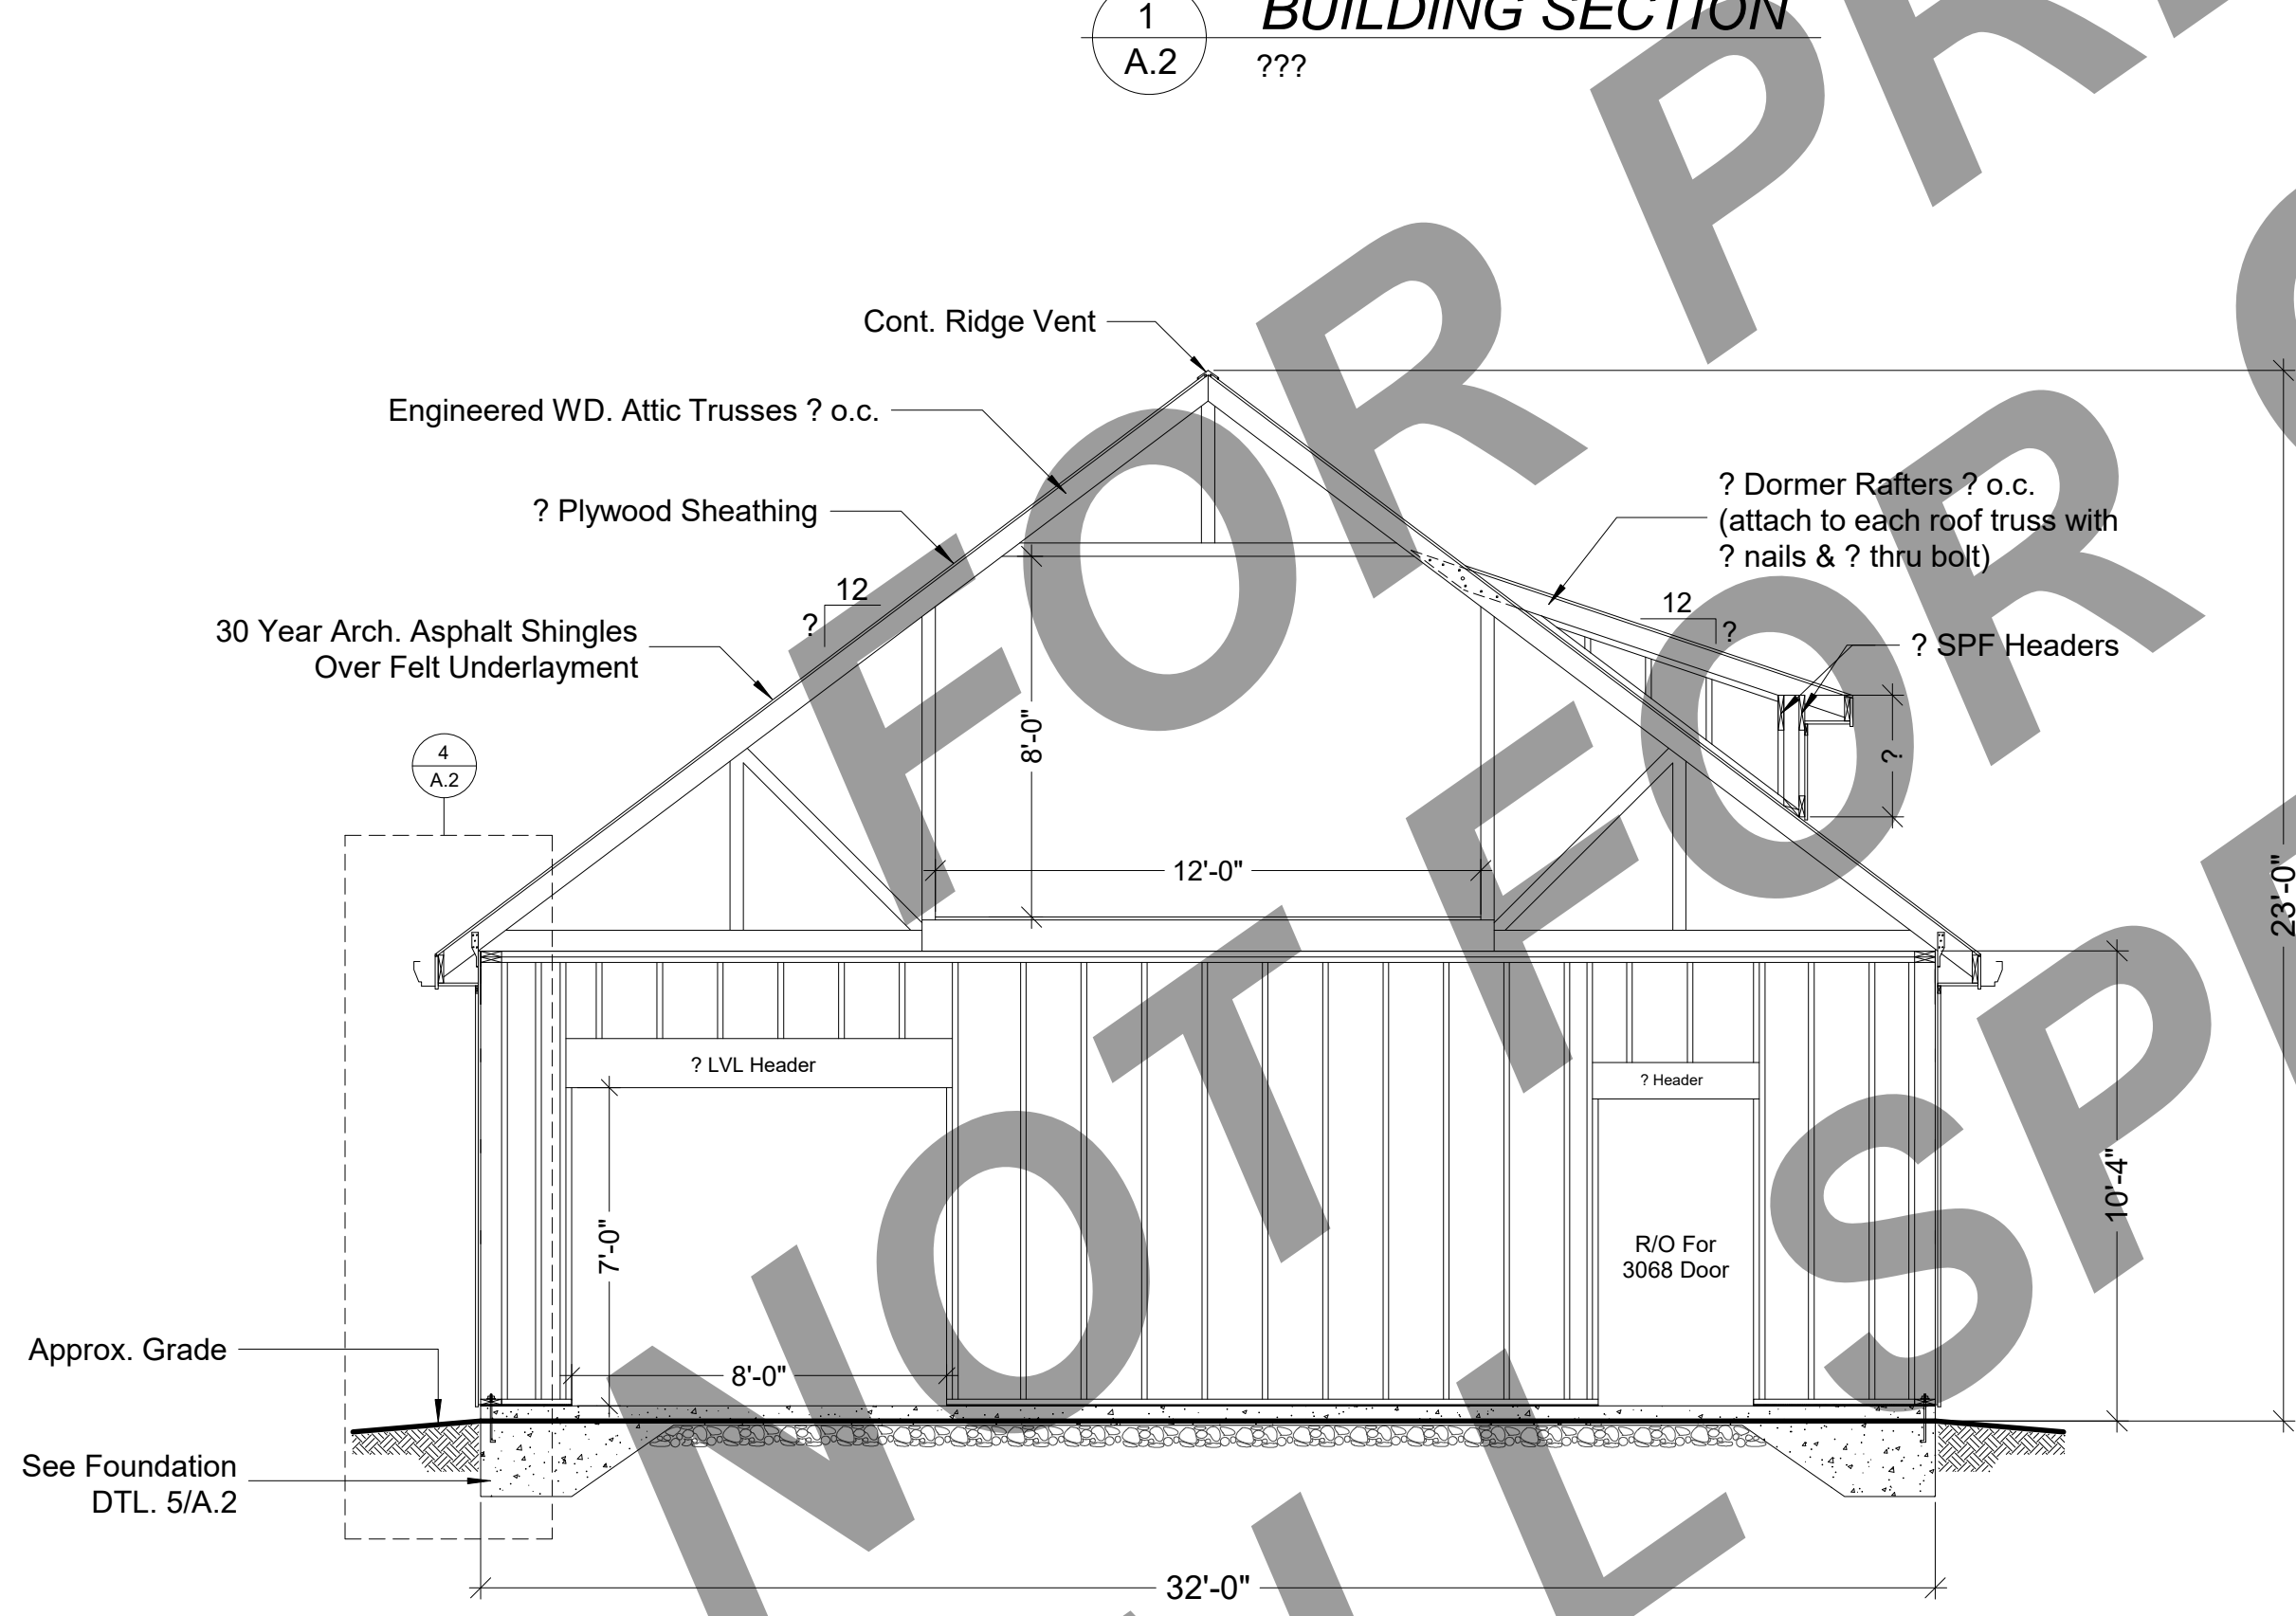 1
A.2
BUILDING SECTION
???
Cont. Ridge Vent
Engineered WD. Attic Trusses ? o.c.
? Plywood Sheathing
12
?
30 Year Arch. Asphalt Shingles
Over Felt Underlayment
? Dormer Rafters ? o.c.
(attach to each roof truss with
? nails & ? thru bolt)
12
?
? SPF Headers
?
4
A.2
8'-0"
12'-0"
23'-0"
10'-4"
? LVL Header
? Header
7'-0"
8'-0"
R/O For
3068 Door
Approx. Grade
See Foundation
DTL. 5/A.2
32'-0"
FOR PR
NOT FOR
SP